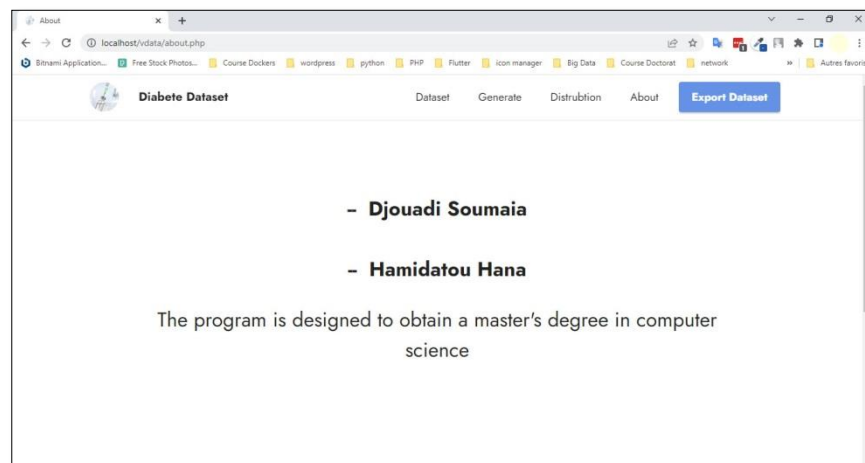 About
localhost/vdata/about.php
Bitnami Application... Free Stock Photos... Course Dockers wordpress python PHP Flutter icon manager Big Data Course Doctorat network » Autres favoris
Diabete Dataset Dataset Generate Distrubtion About Export Dataset
- Djouadi Soumaia
- Hamidatou Hana
The program is designed to obtain a master's degree in computer
science